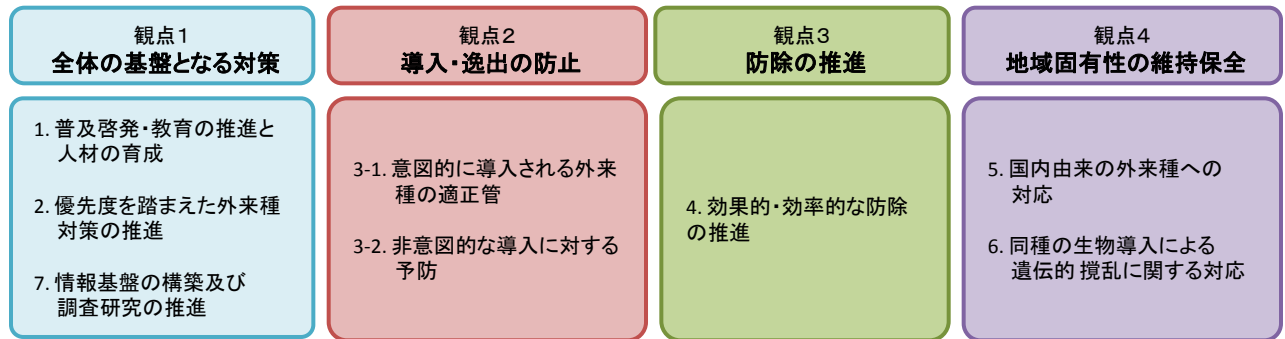 観点1
全体の基盤となる対策
1. 普及啓発・教育の推進と
人材の育成
2. 優先度を踏まえた外来種
対策の推進
7. 情報基盤の構築及び
調査研究の推進
観点2
導入・逸出の防止
3-1. 意図的に導入される外来
種の適正管
3-2. 非意図的な導入に対する
予防
観点3
防除の推進
4. 効果的・効率的な防除
の推進
観点4
地域固有性の維持保全
5. 国内由来の外来種への
対応
6. 同種の生物導入による
遺伝的 撹乱に関する対応